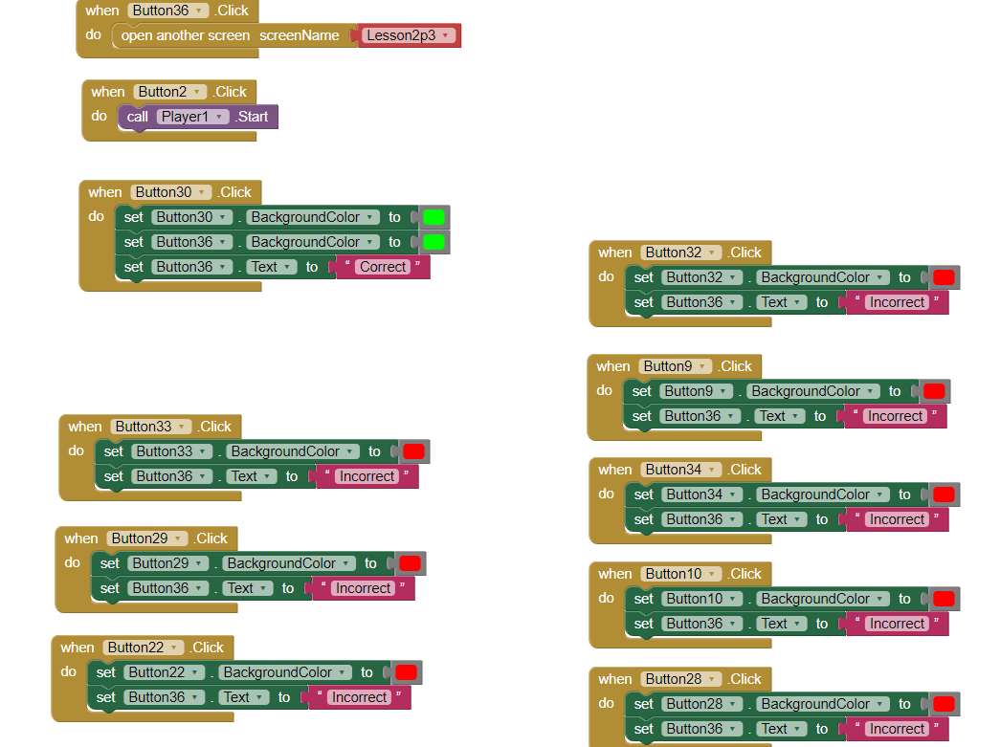 when Button36 .Click
do open another screen screenName Lesson2p3
when Button2 .Click
do call Player1 .Start
when Button30 .Click
do set Button30 . BackgroundColor to
set Button36 . BackgroundColor to
set Button36 . Text to “ Correct ”
when Button33 .Click
do set Button33 . BackgroundColor to
set Button36 . Text to “ Incorrect ”
when Button29 .Click
do set Button29 . BackgroundColor to
set Button36 . Text to “ Incorrect ”
when Button22 .Click
do set Button22 . BackgroundColor to
set Button36 . Text to “ Incorrect ”
when Button32 .Click
do set Button32 . BackgroundColor to
set Button36 . Text to “ Incorrect ”
when Button9 .Click
do set Button9 . BackgroundColor to
set Button36 . Text to “ Incorrect ”
when Button34 .Click
do set Button34 . BackgroundColor to
set Button36 . Text to “ Incorrect ”
when Button10 .Click
do set Button10 . BackgroundColor to
set Button36 . Text to “ Incorrect ”
when Button28 .Click
do set Button28 . BackgroundColor to
set Button36 . Text to “ Incorrect ”